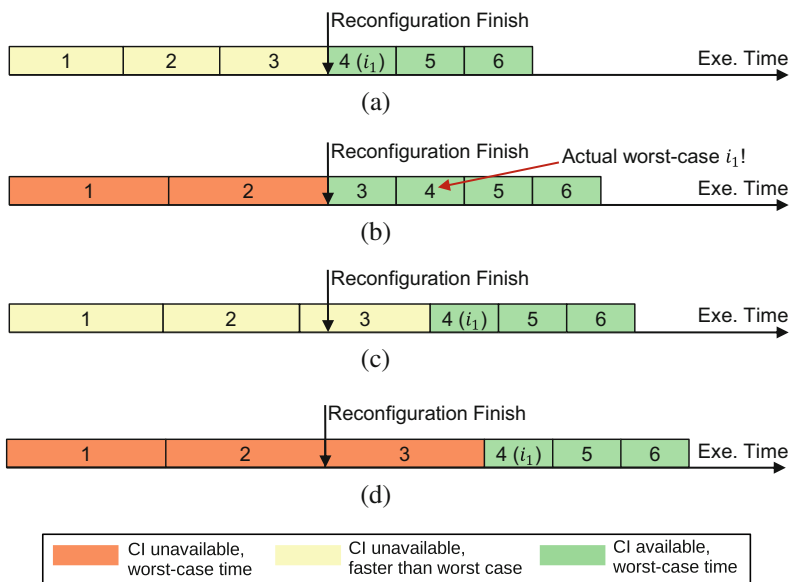 Reconfiguration Finish
1 2 3 4 (i₁) 5 6 Exe. Time
(a)
Reconfiguration Finish
Actual worst-case i₁!
1 2 3 4 5 6 Exe. Time
(b)
Reconfiguration Finish
1 2 3 4 (i₁) 5 6 Exe. Time
(c)
Reconfiguration Finish
1 2 3 4 (i₁) 5 6 Exe. Time
(d)
CI unavailable,
worst-case time
CI unavailable,
faster than worst case
CI available,
worst-case time